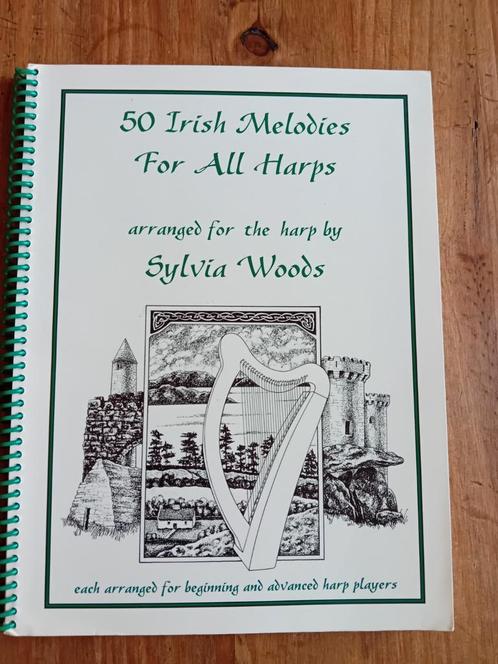 50 Irish Melodies
For All Harps
arranged for the harp by
Sylvia Woods
each arranged for beginning and advanced harp players